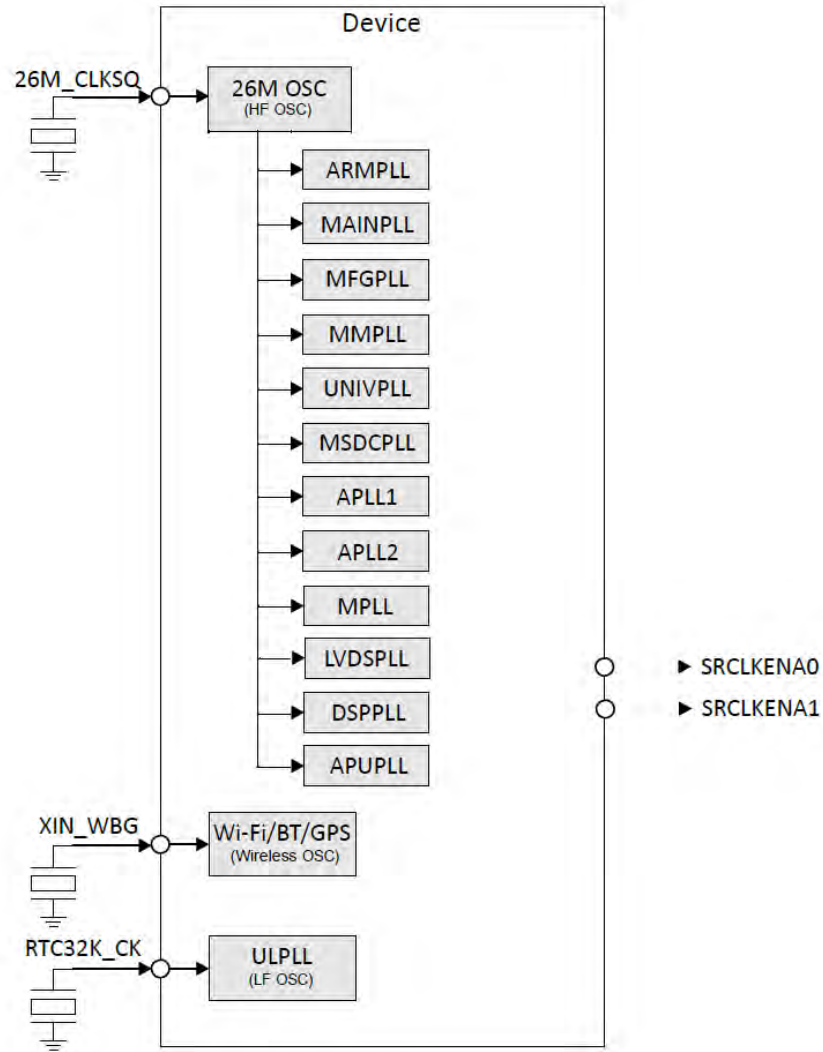 Device
26M_CLKSQ
26M OSC
(HF OSC)
ARMPLL
MAINPLL
MFGPLL
MMPLL
UNIVPLL
MSDCPLL
APLL1
APLL2
MPLL
LVDSPLL
SRCLKENA0
DSPPLL
SRCLKENA1
APUPLL
XIN_WBG
Wi-Fi/BT/GPS
(Wireless OSC)
RTC32K_CK
ULPLL
(LF OSC)